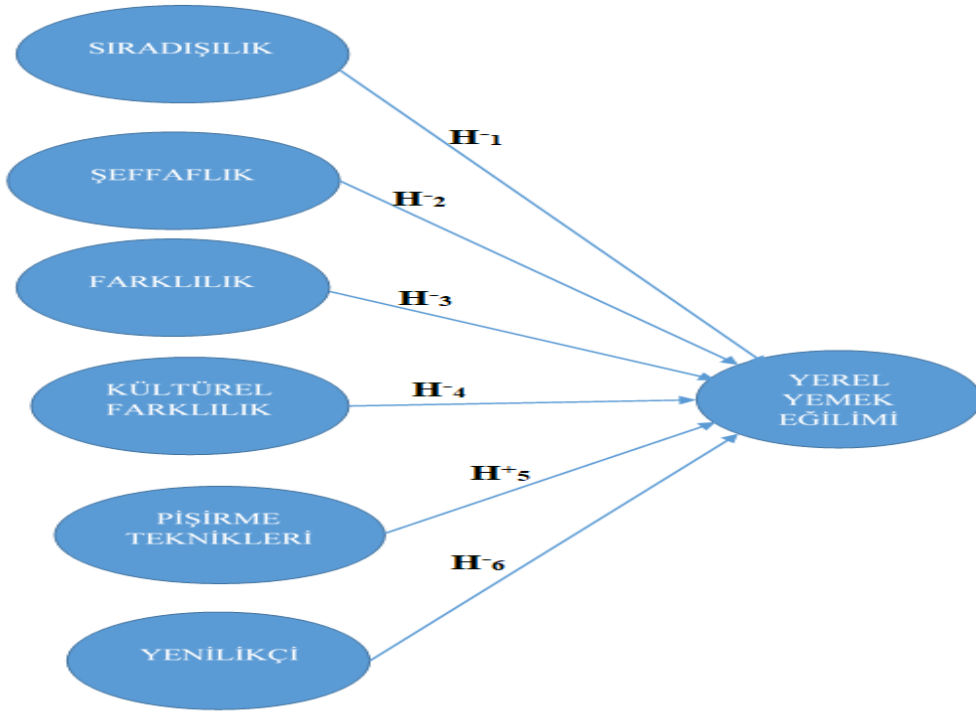 SIRADIŞILIK
H⁻₁
ŞEFFAFLIK
H⁻₂
FARKLILIK
H⁻₃
KÜLTÜREL
FARKLILIK
H⁻₄
YEREL
YEMEK
EĞİLİMİ
PİŞİRME
TEKNİKLERİ
H⁺₅
YENİLİKÇİ
H⁻₆